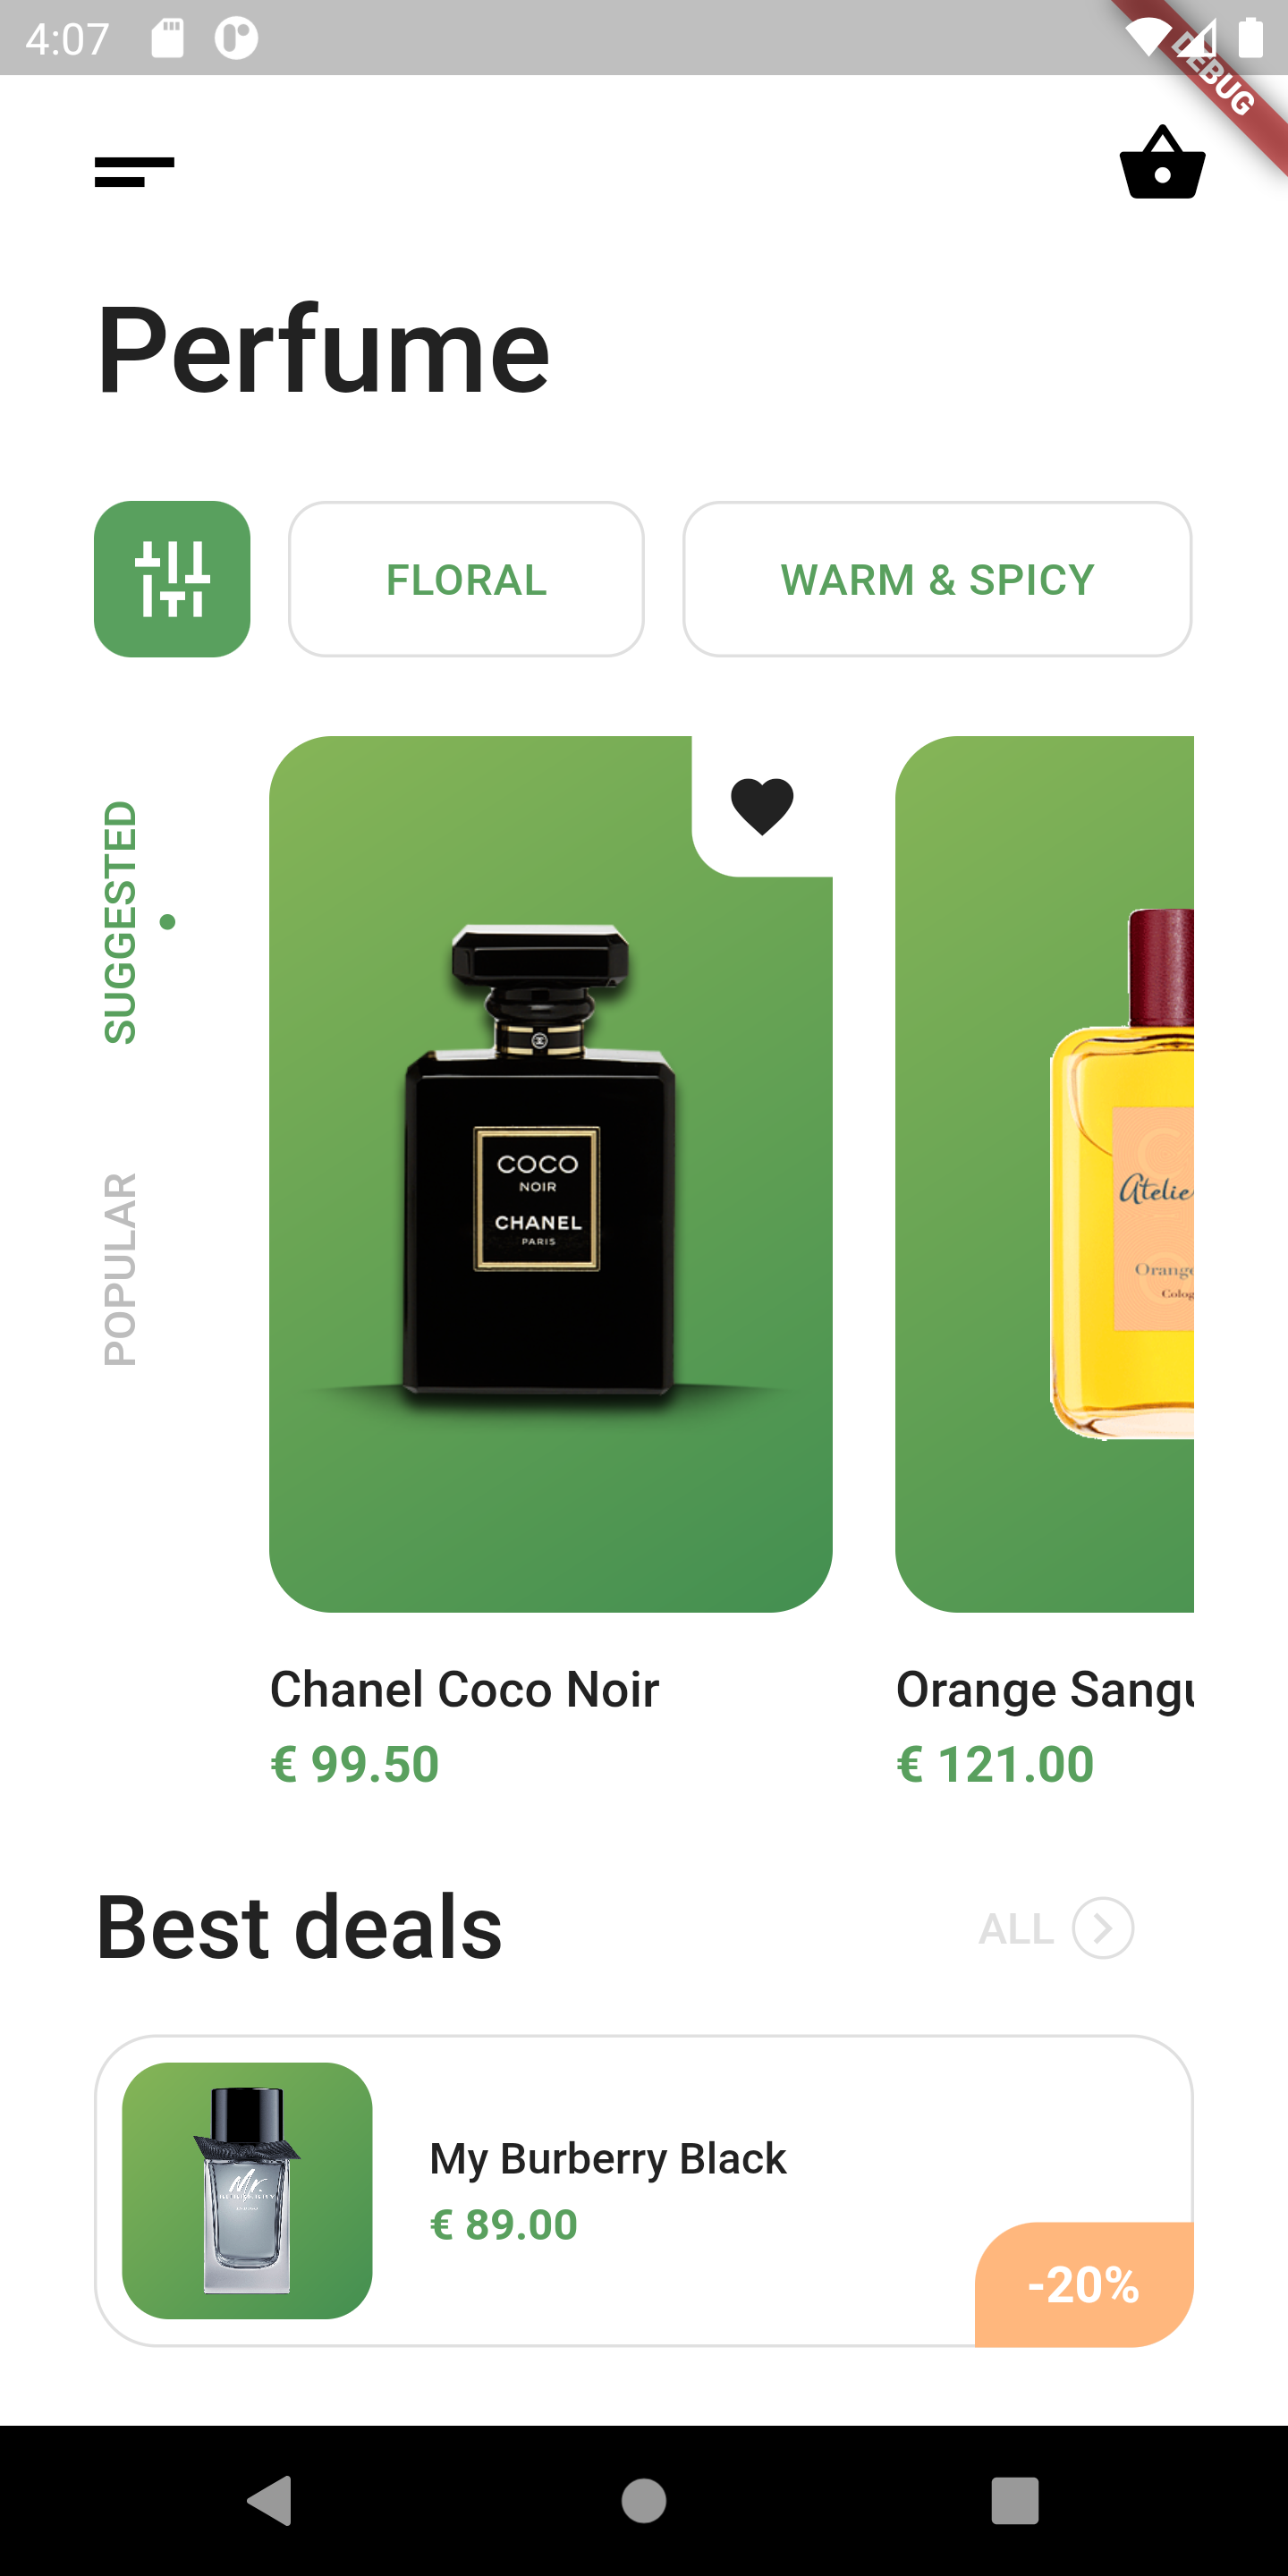 4:07
DEBUG
Perfume
FLORAL
WARM & SPICY
SUGGESTED
POPULAR
COCO
NOIR
CHANEL
PARIS
Atelie
Orange
Colog
Chanel Coco Noir
€ 99.50
Orange Sangu
€ 121.00
Best deals
ALL
Mr.
My Burberry Black
€ 89.00
-20%